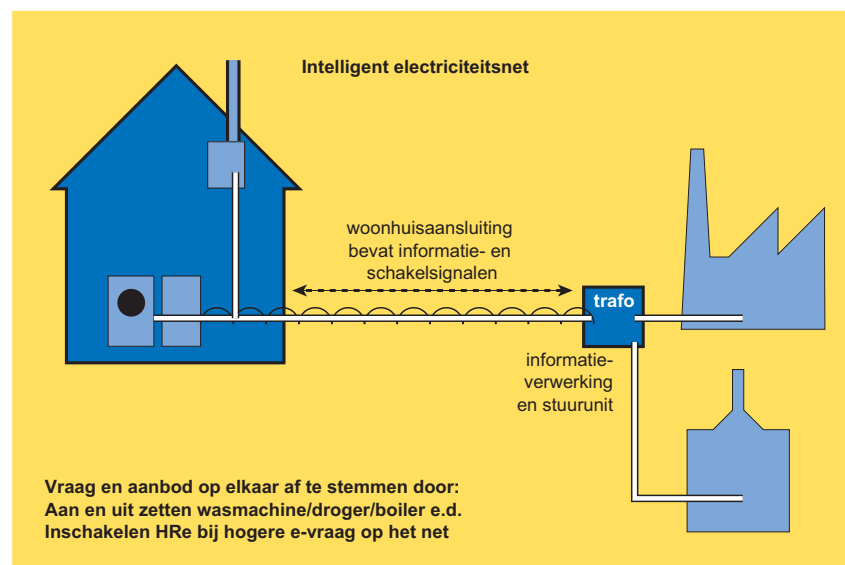 Intelligent electriciteitsnet
woonhuisaansluiting
bevat informatie- en
schakelsignalen
trafo
informatie-
verwerking
en stuurunit
Vraag en aanbod op elkaar af te stemmen door:
Aan en uit zetten wasmachine/droger/boiler e.d.
Inschakelen HRe bij hogere e-vraag op het net